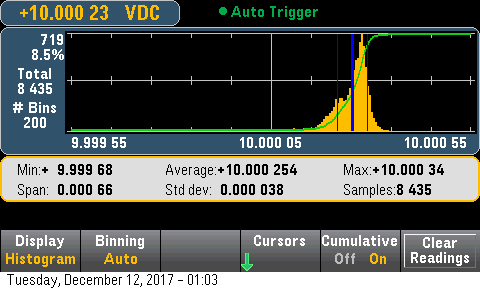 +10.000 23 VDC
Auto Trigger
719
8.5%
Total
8 435
# Bins
200
9.999 55 10.000 05 10.000 55
Min:+ 9.999 68 Average:+10.000 254 Max:+10.000 34
Span: 0.000 66 Std dev: 0.000 038 Samples:8 435
Display Binning Cursors Cumulative Clear
Histogram Auto Off On Readings
Tuesday, December 12, 2017 - 01:03